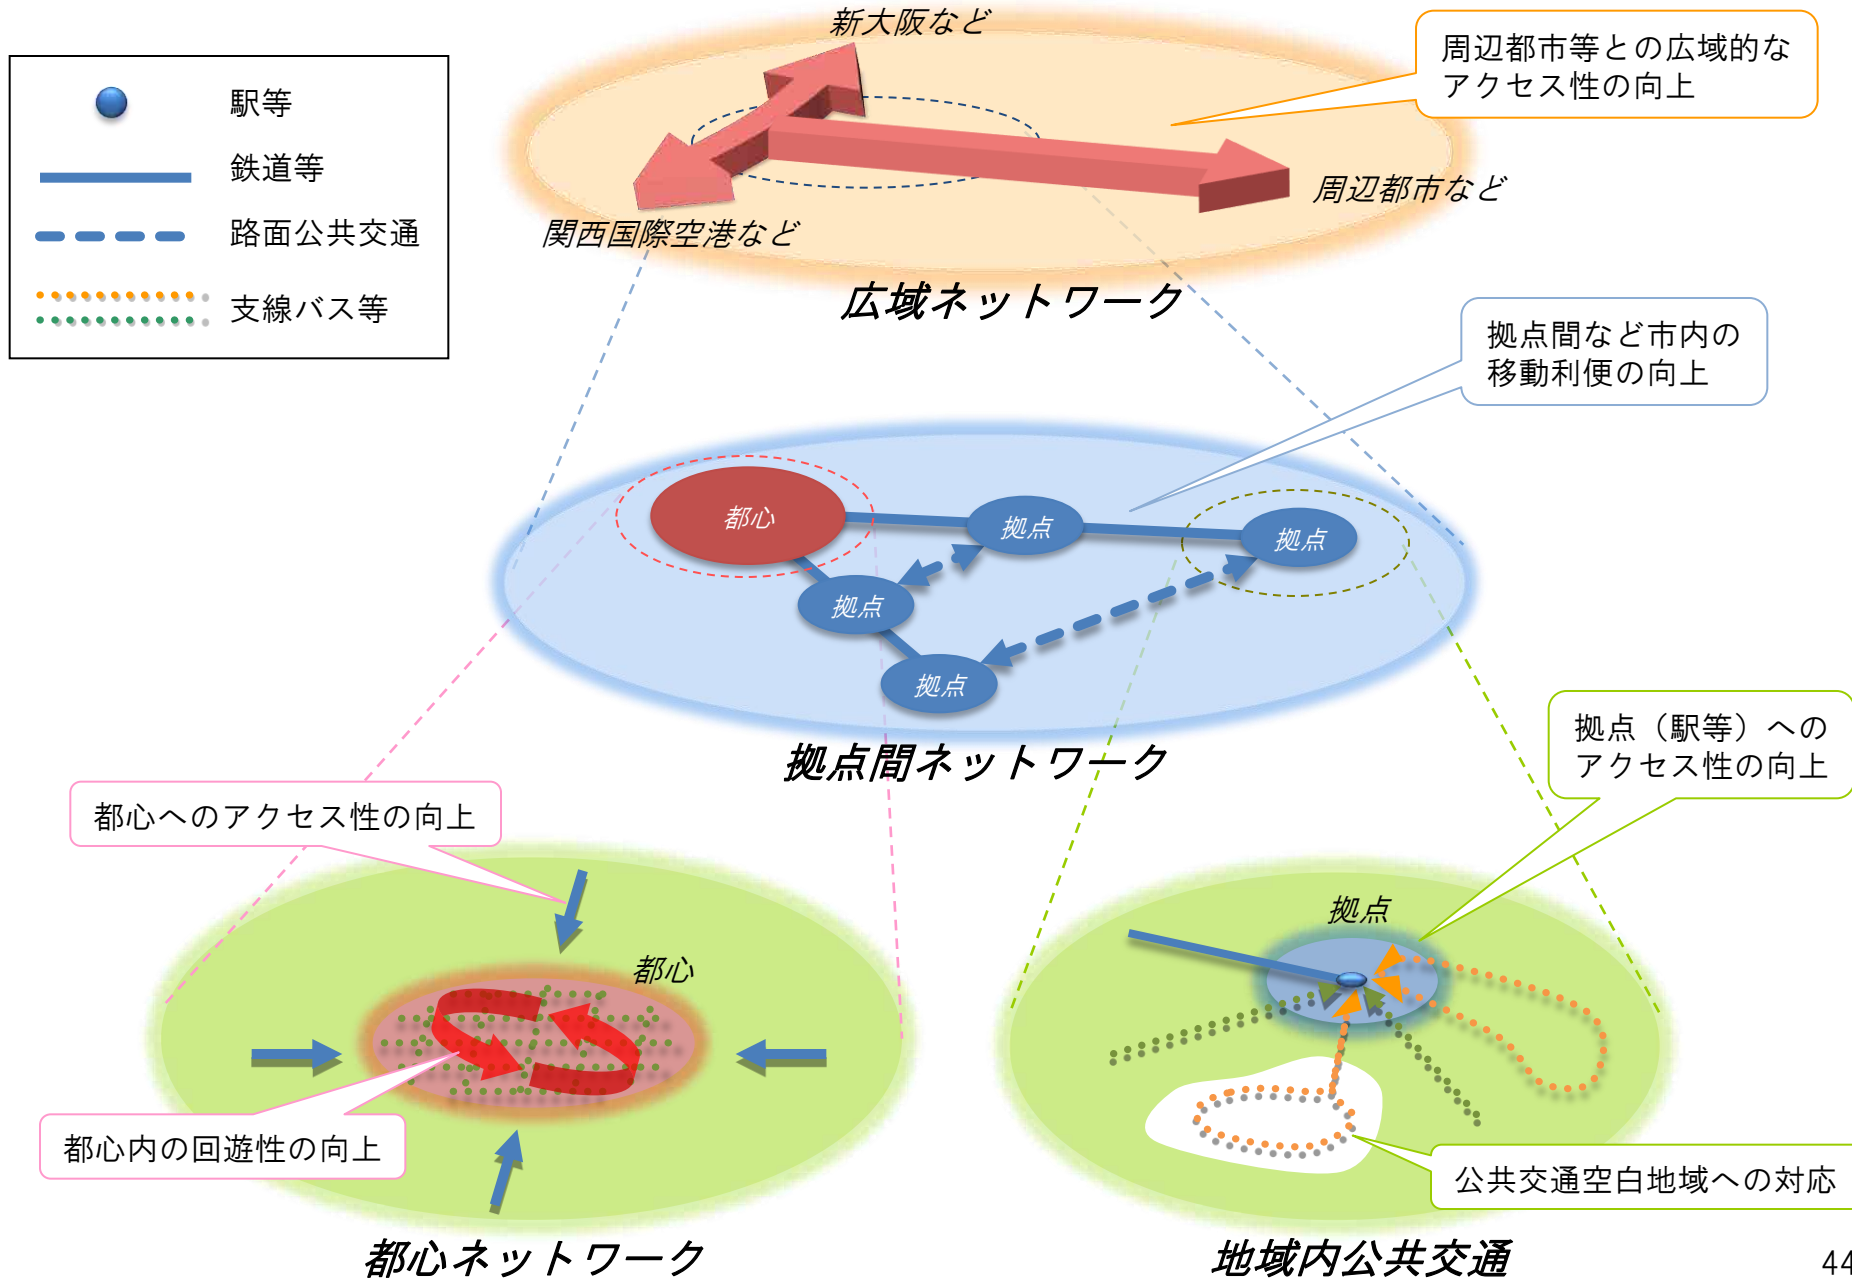 新大阪など
周辺都市等との広域的な
アクセス性の向上
駅等
鉄道等
路面公共交通
支線バス等
周辺都市など
関西国際空港など
広域ネットワーク
拠点間など市内の
移動利便の向上
都心
拠点
拠点
拠点
拠点
拠点間ネットワーク
拠点（駅等）への
アクセス性の向上
都心へのアクセス性の向上
拠点
都心
都心内の回遊性の向上
公共交通空白地域への対応
都心ネットワーク
地域内公共交通
44